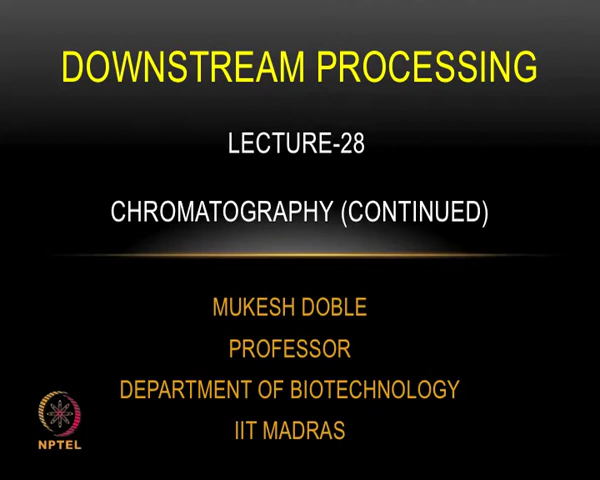 DOWNSTREAM PROCESSING
LECTURE-28
CHROMATOGRAPHY (CONTINUED)
MUKESH DOBLE
PROFESSOR
DEPARTMENT OF BIOTECHNOLOGY
IIT MADRAS
NPTEL